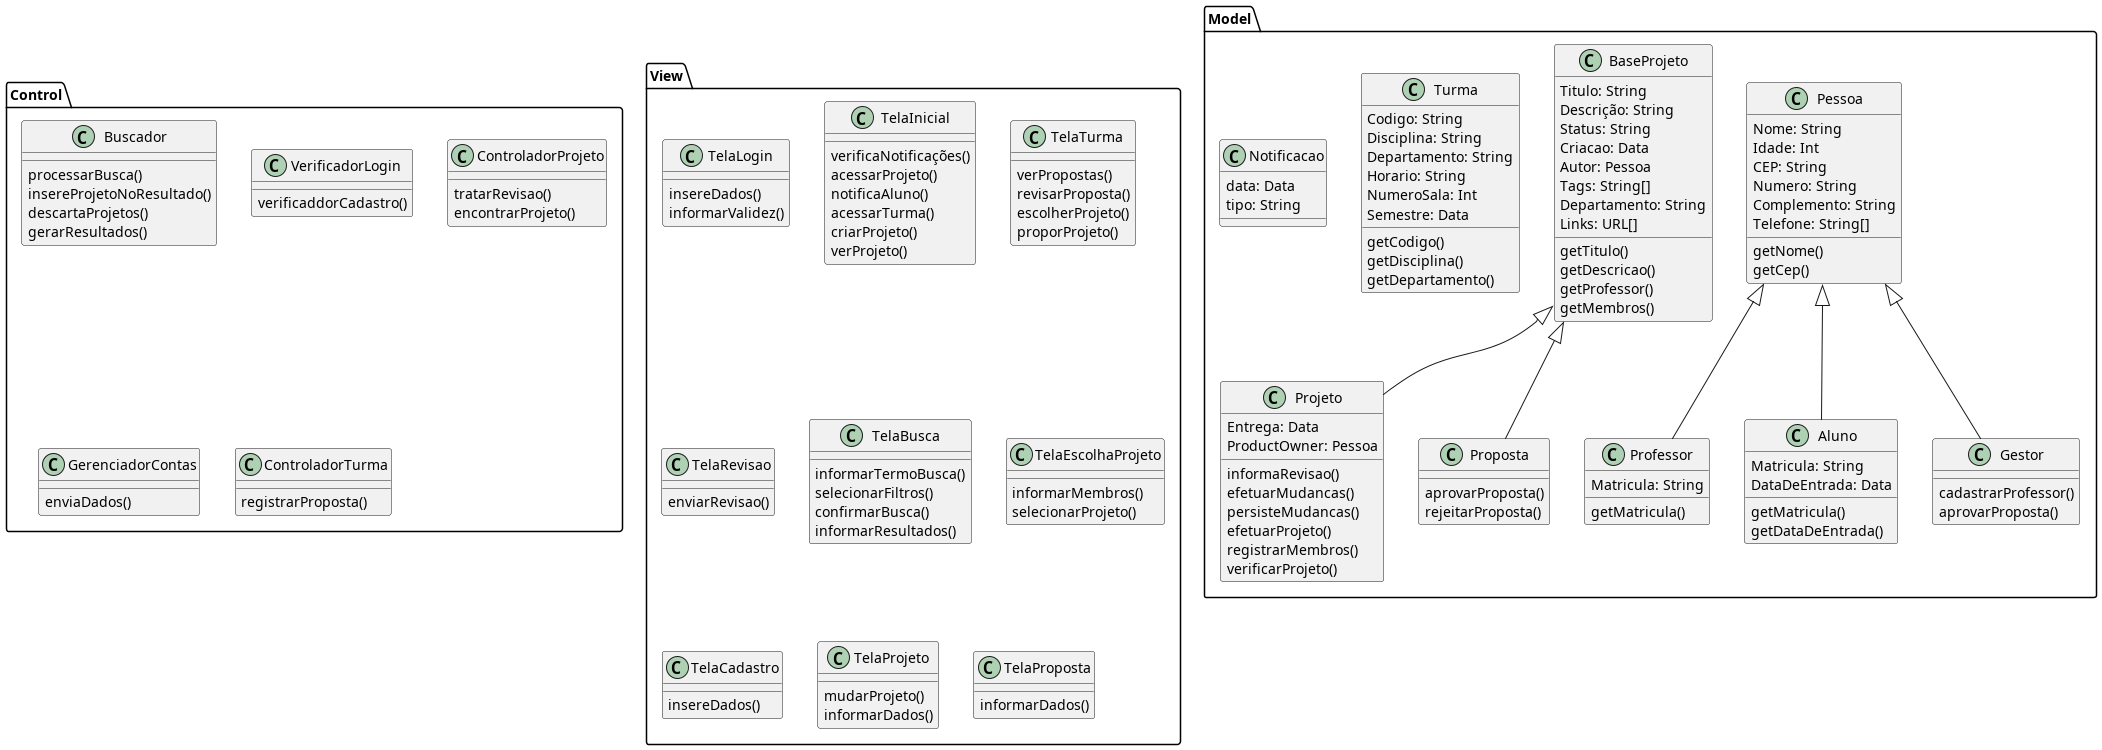 Control
C Buscador
processarBusca()
insereProjetoNoResultado()
descartaProjetos()
gerarResultados()
C VerificadorLogin
verificaddorCadastro()
C ControladorProjeto
tratarRevisao()
encontrarProjeto()
C GerenciadorContas
enviaDados()
C ControladorTurma
registrarProposta()
View
C TelaLogin
insereDados()
informarValidez()
C TelaInicial
verificaNotificações()
acessarProjeto()
notificaAluno()
acessarTurma()
criarProjeto()
verProjeto()
C TelaTurma
verPropostas()
revisarProposta()
escolherProjeto()
proporProjeto()
C TelaRevisao
enviarRevisao()
C TelaBusca
informarTermoBusca()
selecionarFiltros()
confirmarBusca()
informarResultados()
C TelaEscolhaProjeto
informarMembros()
selecionarProjeto()
C TelaCadastro
insereDados()
C TelaProjeto
mudarProjeto()
informarDados()
C TelaProposta
informarDados()
Model
C Notificacao
data: Data
tipo: String
C Turma
Codigo: String
Disciplina: String
Departamento: String
Horario: String
NumeroSala: Int
Semestre: Data
getCodigo()
getDisciplina()
getDepartamento()
C BaseProjeto
Titulo: String
Descrição: String
Status: String
Criacao: Data
Autor: Pessoa
Tags: String[]
Departamento: String
Links: URL[]
getTitulo()
getDescricao()
getProfessor()
getMembros()
C Pessoa
Nome: String
Idade: Int
CEP: String
Numero: String
Complemento: String
Telefone: String[]
getNome()
getCep()
C Projeto
Entrega: Data
ProductOwner: Pessoa
informaRevisao()
efetuarMudancas()
persisteMudancas()
efetuarProjeto()
registrarMembros()
verificarProjeto()
C Proposta
aprovarProposta()
rejeitarProposta()
C Professor
Matricula: String
getMatricula()
C Aluno
Matricula: String
DataDeEntrada: Data
getMatricula()
getDataDeEntrada()
C Gestor
cadastrarProfessor()
aprovarProposta()